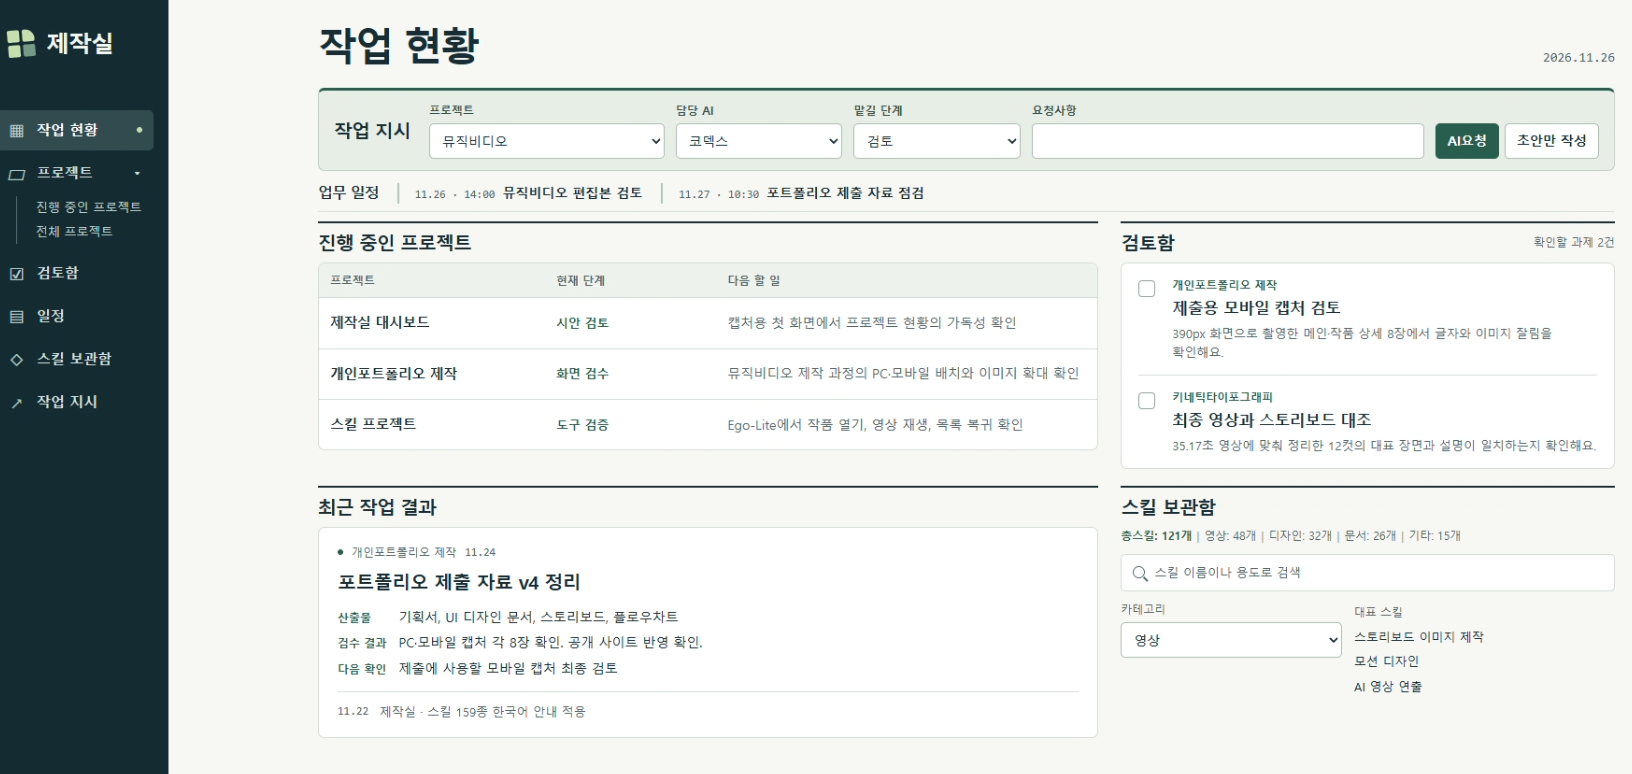 제작실
작업 현황
프로젝트
진행 중인 프로젝트
전체 프로젝트
검토함
일정
스킬 보관함
작업 지시
작업 현황
2026.11.26
작업 지시
프로젝트
뮤직비디오
담당 AI
코덱스
맡길 단계
검토
요청사항
AI요청
초안만 작성
업무 일정
11.26 · 14:00 뮤직비디오 편집본 검토
11.27 · 10:30 포트폴리오 제출 자료 점검
진행 중인 프로젝트
프로젝트 현재 단계 다음 할 일
제작실 대시보드 시안 검토 캡처용 첫 화면에서 프로젝트 현황의 가독성 확인
개인포트폴리오 제작 화면 검수 뮤직비디오 제작 과정의 PC·모바일 배치와 이미지 확대 확인
스킬 프로젝트 도구 검증 Ego-Lite에서 작품 열기, 영상 재생, 목록 복귀 확인
검토함
확인할 과제 2건
개인포트폴리오 제작
제출용 모바일 캡처 검토
390px 화면으로 촬영한 메인·작품 상세 8장에서 글자와 이미지 잘림을
확인해요.
키네틱타이포그래피
최종 영상과 스토리보드 대조
35.17초 영상에 맞춰 정리한 12컷의 대표 장면과 설명이 일치하는지 확인해요.
최근 작업 결과
개인포트폴리오 제작 11.24
포트폴리오 제출 자료 v4 정리
산출물 기획서, UI 디자인 문서, 스토리보드, 플로우차트
검수 결과 PC·모바일 캡처 각 8장 확인. 공개 사이트 반영 확인.
다음 확인 제출에 사용할 모바일 캡처 최종 검토
11.22 제작실 · 스킬 159종 한국어 안내 적용
스킬 보관함
총스킬: 121개 | 영상: 48개 | 디자인: 32개 | 문서: 26개 | 기타: 15개
스킬 이름이나 용도로 검색
카테고리
영상
대표 스킬
스토리보드 이미지 제작
모션 디자인
AI 영상 연출